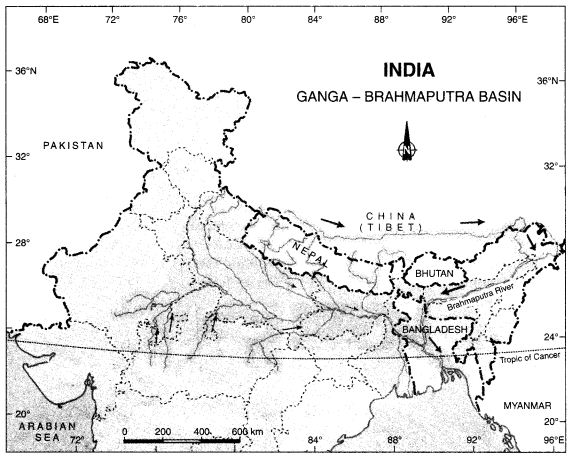 68°E 72° 76° 80° 84° 88° 92° 96°E
36°N
INDIA
36°N
GANGA – BRAHMAPUTRA BASIN
PAKISTAN
N
32°
32°
CHINA
(TIBET)
28°
28°
NEPAL
BHUTAN
Brahmaputra River
BANGLADESH
24°
24°
Tropic of Cancer
MYANMAR
20°
20°
ARABIAN
SEA
0 200 400 600 km
72° 84° 88° 92° 96°E